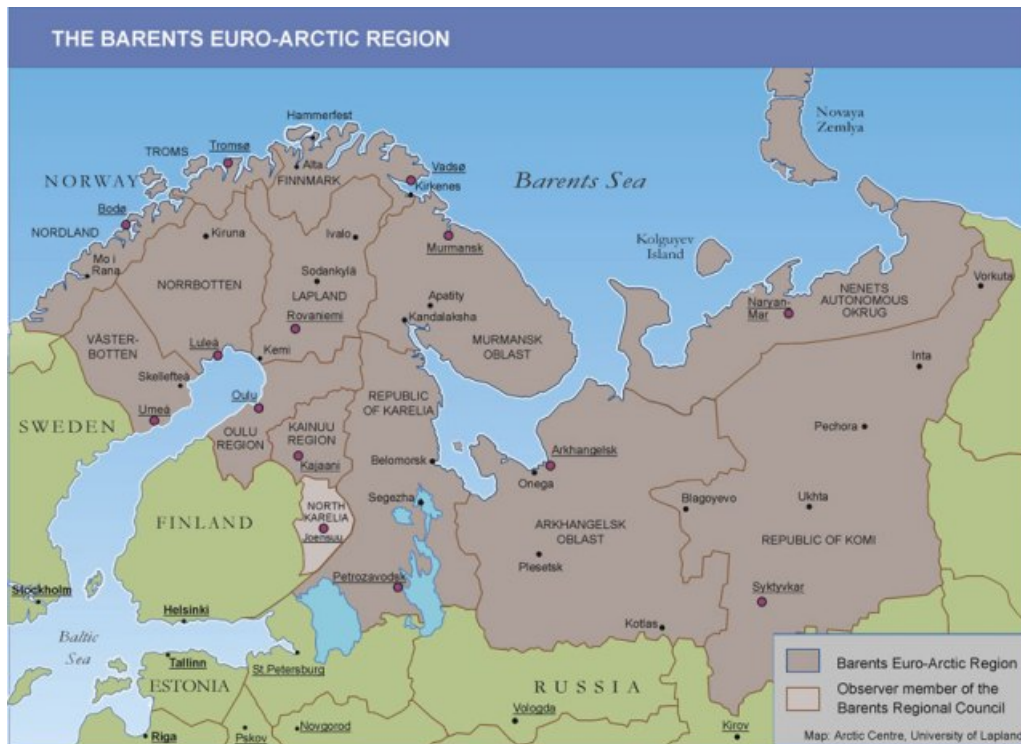 THE BARENTS EURO-ARCTIC REGION
Hammerfest
Novaya
Zemlya
TROMS
Tromsø
Alta
FINNMARK
Vadsø
Kirkenes
NORWAY
Barents Sea
Bodø
NORDLAND
Kiruna
Ivalo
Murmansk
Kolguyev
Island
Mo i
Rana
Sodankylä
NORRBOTTEN
LAPLAND
Apatity
Kandalaksha
Rovaniemi
Naryan-
Mar
NENETS
AUTONOMOUS
OKRUG
Vorkuta
VÄSTER-
BOTTEN
Luleå
Kemi
MURMANSK
OBLAST
Inta
Skellefteå
Umeå
Oulu
OULU
REGION
KAINUU
REGION
REPUBLIC
OF KARELIA
SWEDEN
Pechora
Kajaani
Belomorsk
Arkhangelsk
Onega
Segezha
NORTH
KARELIA
Joensuu
FINLAND
Blagoyevo
Ukhta
ARKHANGELSK
OBLAST
REPUBLIC OF KOMI
Plesetsk
Petrozavodsk
Syktyvkar
Stockholm
Helsinki
Kotlas
Baltic
Sea
Tallinn
St.Petersburg
ESTONIA
RUSSIA
Vologda
Riga
Pskov
Novgorod
Kirov
Barents Euro-Arctic Region
Observer member of the
Barents Regional Council
Map: Arctic Centre, University of Lapland